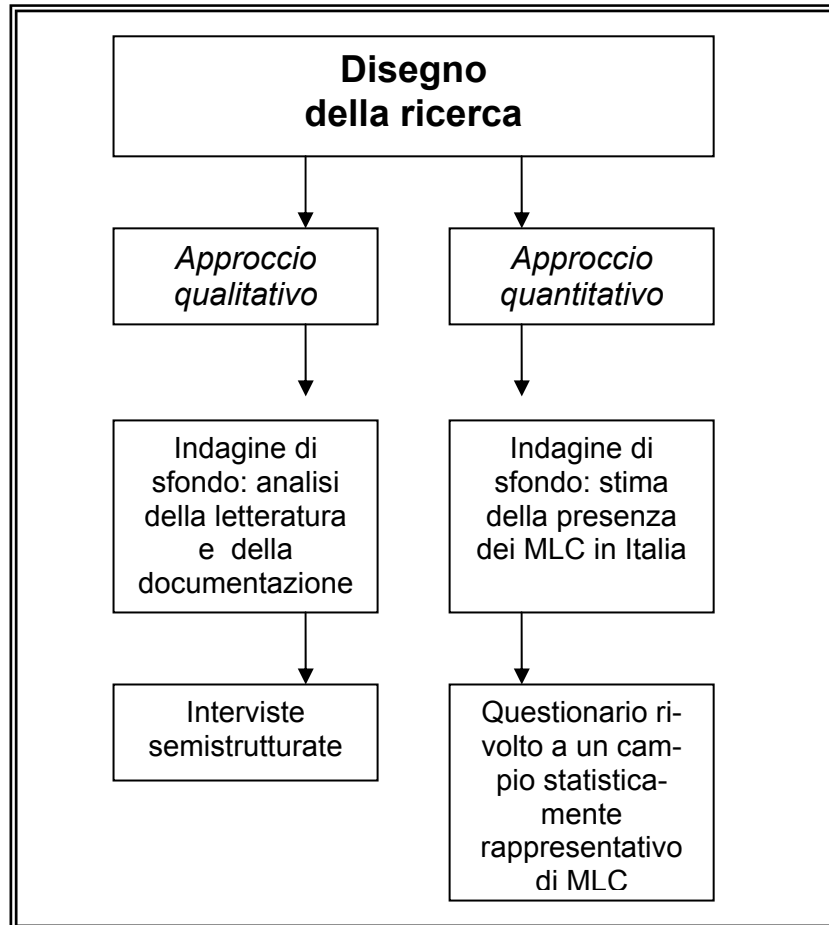 Disegno
della ricerca
Approccio
qualitativo
Approccio
quantitativo
Indagine di
sfondo: analisi
della letteratura
e della
documentazione
Indagine di
sfondo: stima
della presenza
dei MLC in Italia
Interviste
semistrutturate
Questionario ri-
volto a un cam-
pio statistica-
mente
rappresentativo
di MLC